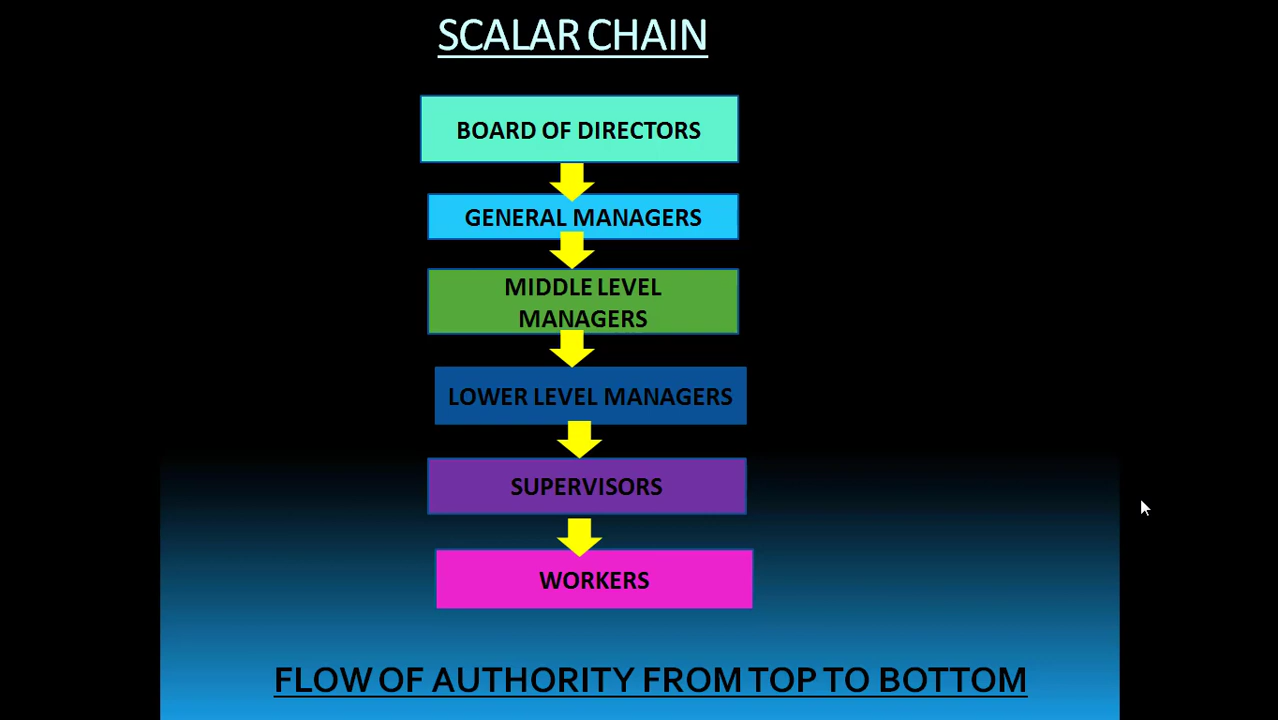 SCALAR CHAIN
BOARD OF DIRECTORS
GENERAL MANAGERS
MIDDLE LEVEL
MANAGERS
LOWER LEVEL MANAGERS
SUPERVISORS
WORKERS
FLOW OF AUTHORITY FROM TOP TO BOTTOM